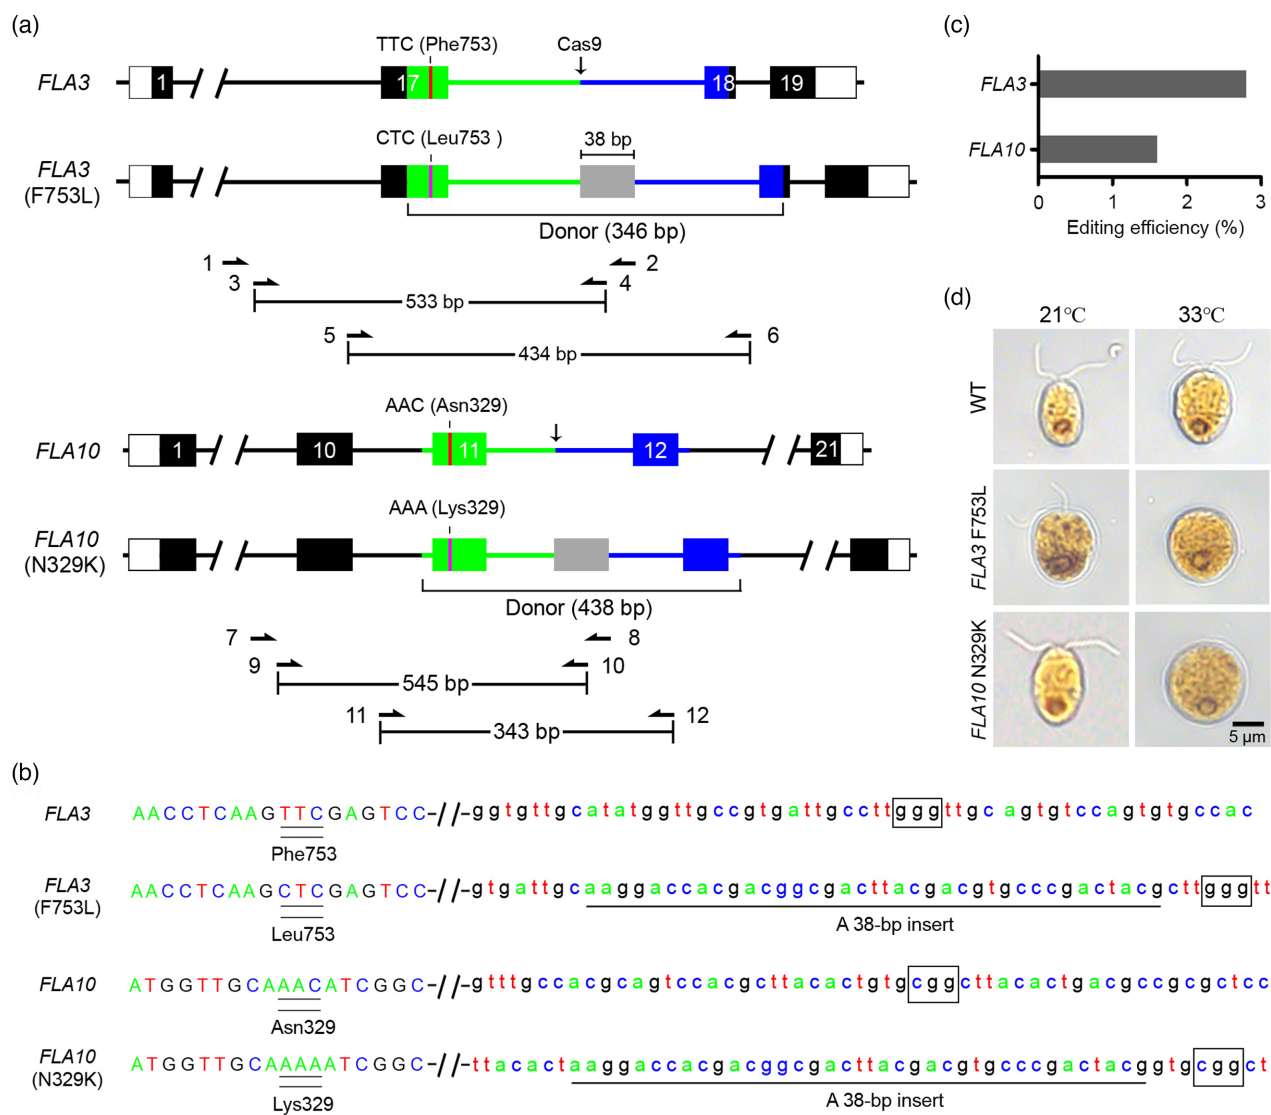 (a)
TTC (Phe753)
Cas9
FLA3
1
17
18
19
CTC (Leu753 )
38 bp
FLA3
(F753L)
Donor (346 bp)
1
2
3
4
533 bp
5
6
434 bp
AAC (Asn329)
FLA10
1
10
11
12
21
AAA (Lys329)
FLA10
(N329K)
Donor (438 bp)
7
8
9
10
545 bp
11
12
343 bp
(c)
FLA3
FLA10
0
1
2
3
Editing efficiency (%)
(d)
21℃
33℃
WT
FLA3 F753L
FLA10 N329K
5 µm
(b)
FLA3
AACCTCAAGTTCGAGTCC-//-ggtgttgcatatggttgccgtgattgccttgggttgcagtgtccagtgtgccac
Phe753
FLA3
(F753L)
AACCTCAAGCTCGAGTCC-//-gtgattgcaaggaccacgacggcgacttacgacgtgcccgactacgcttgggtt
Leu753
A 38-bp insert
FLA10
ATGGTTGCAAACATCGGC-//-gtttgccacgcagtccacgcttacactgtgcggcttacactgacgccgcgctcc
Asn329
FLA10
(N329K)
ATGGTTGCAAAAATCGGC-//-ttacactaaggaccacgacggcgacttacgacgtgcccgactacggtgcggct
Lys329
A 38-bp insert